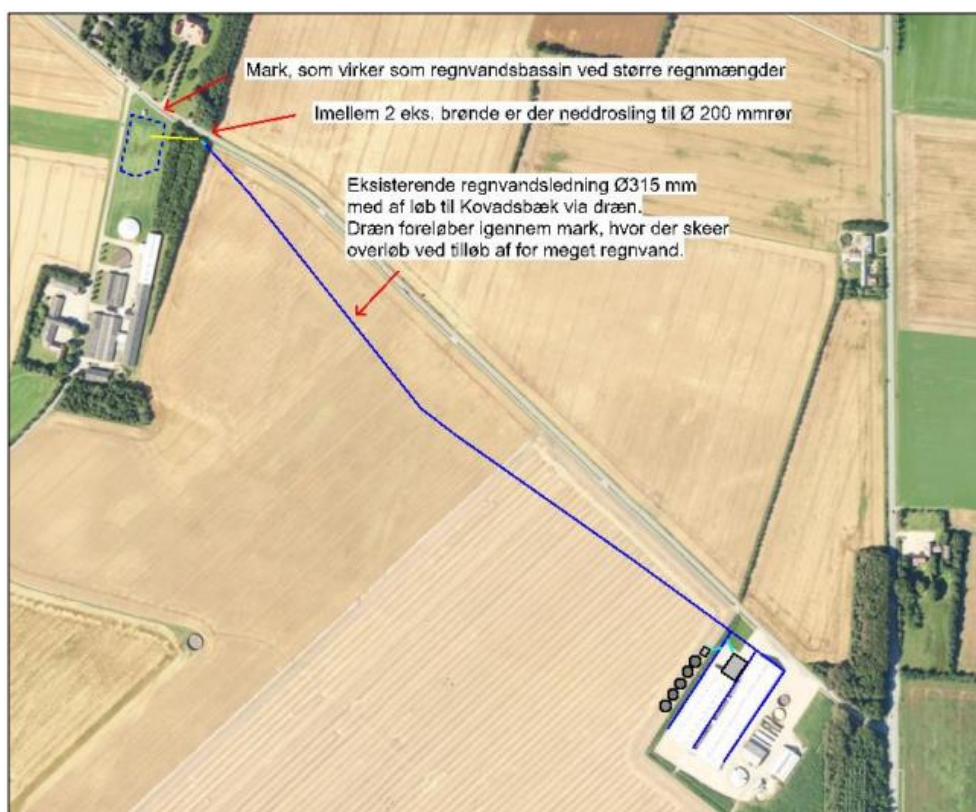 Mark, som virker som regnvandsbassin ved større regnmængder
Imellem 2 eks. brønde er der neddrosling til Ø 200 mmrør
Eksisterende regnvandsledning Ø315 mm
med af løb til Kovadsbæk via dræn.
Dræn foreløber igennem mark, hvor der skeer
overløb ved tilløb af for meget regnvand.